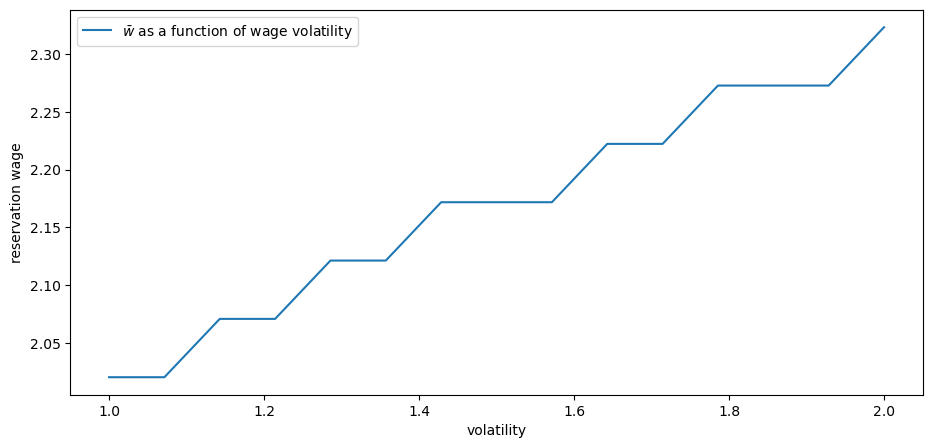 w̄ as a function of wage volatility
reservation wage
2.30
2.25
2.20
2.15
2.10
2.05
1.0 1.2 1.4 1.6 1.8 2.0
volatility